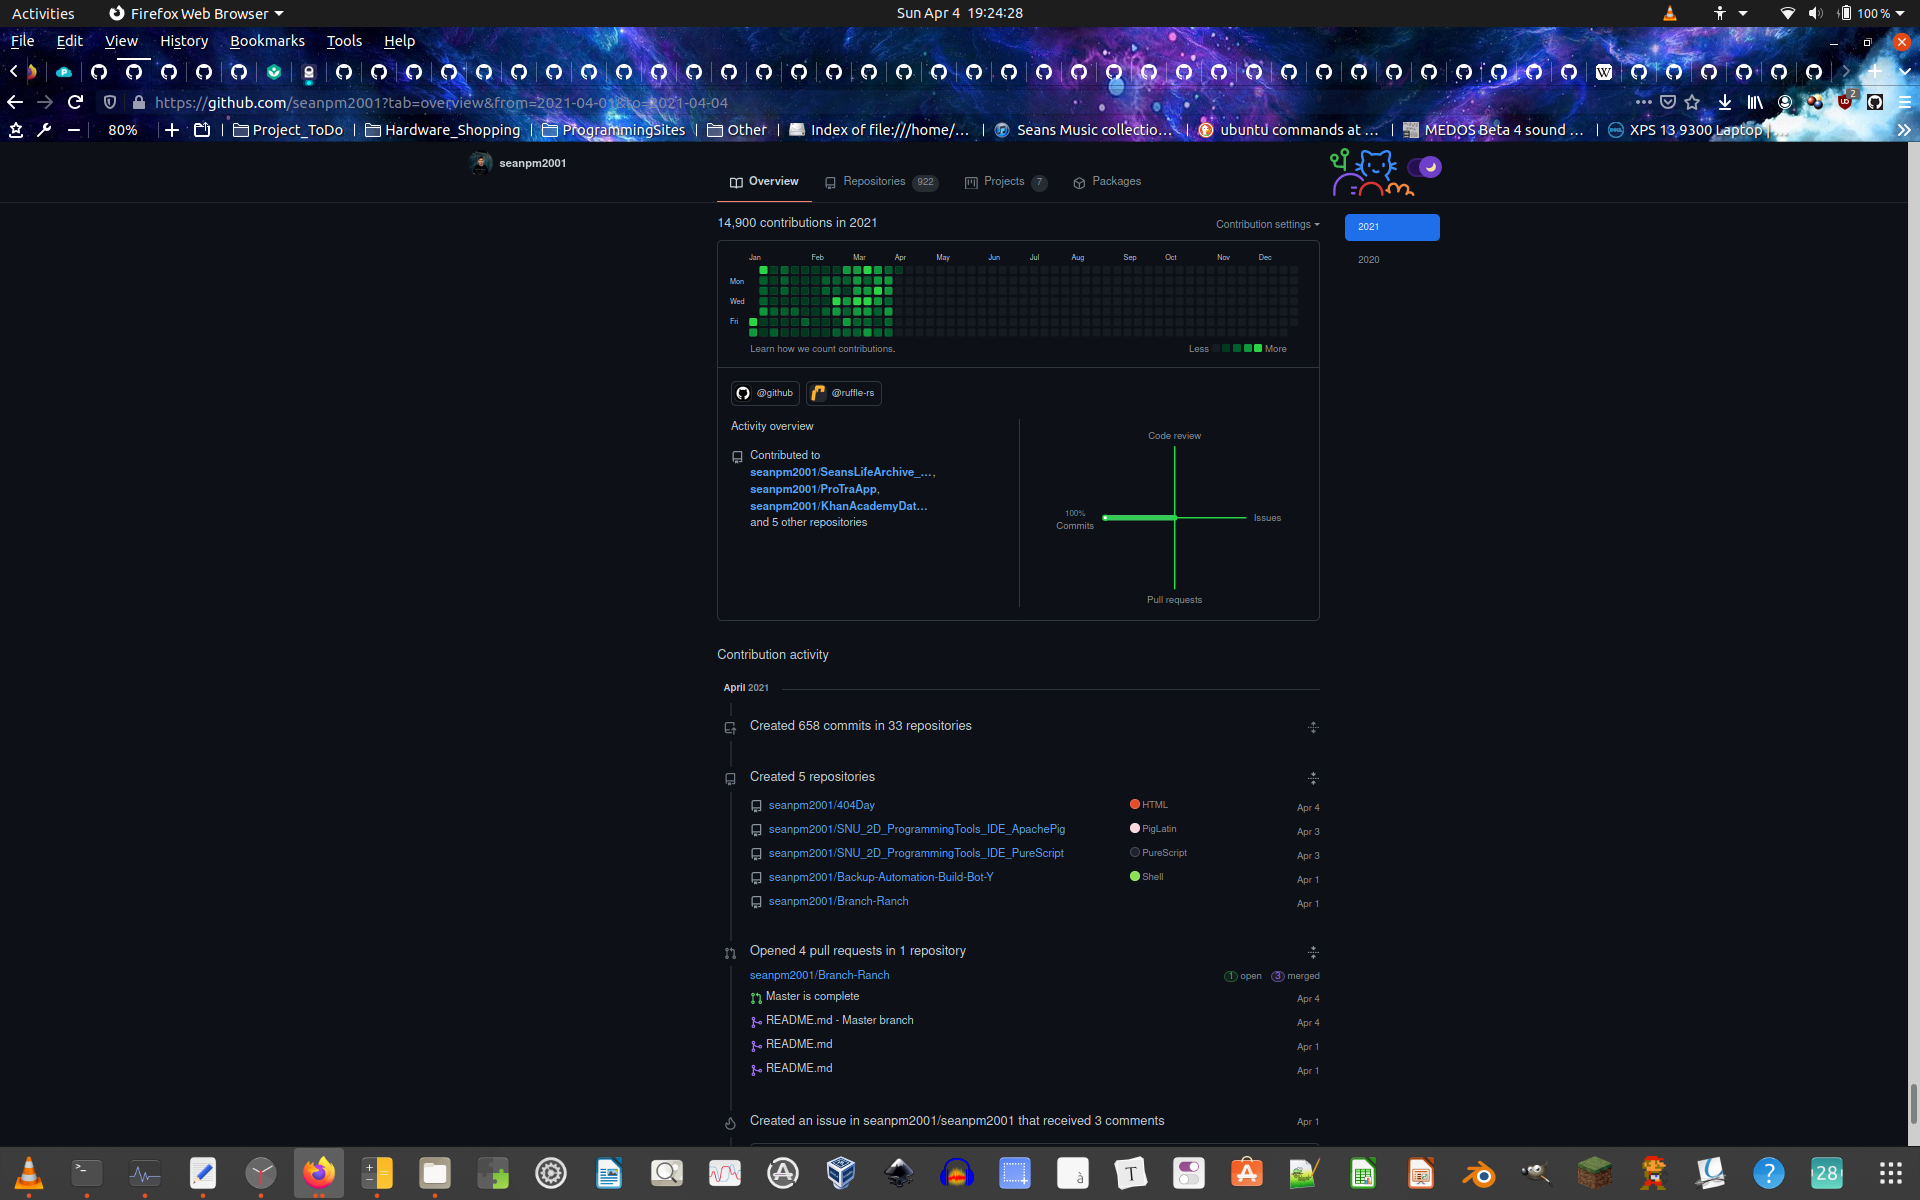 Activities Firefox Web Browser Sun Apr 4 19:24:28 100 %
File Edit View History Bookmarks Tools Help
https://github.com/seanpm2001?tab=overview&from=2021-04-01&to=2021-04-04 2
80% Project_ToDo Hardware_Shopping ProgrammingSites Other Index of file:///home/... Seans Music collectio... ubuntu commands at ... MEDOS Beta 4 sound ... XPS 13 9300 Laptop | ...
seanpm2001
Overview Repositories 922 Projects 7 Packages
14,900 contributions in 2021 Contribution settings
2021
2020
Jan Feb Mar Apr May Jun Jul Aug Sep Oct Nov Dec
Mon
Wed
Fri
Learn how we count contributions. Less More
@github @ruffle-rs
Activity overview
Contributed to
seanpm2001/SeansLifeArchive_...,
seanpm2001/ProTraApp,
seanpm2001/KhanAcademyDat...
and 5 other repositories
Code review
100%
Commits
Issues
Pull requests
Contribution activity
April 2021
Created 658 commits in 33 repositories
Created 5 repositories
seanpm2001/404Day HTML Apr 4
seanpm2001/SNU_2D_ProgrammingTools_IDE_ApachePig PigLatin Apr 3
seanpm2001/SNU_2D_ProgrammingTools_IDE_PureScript PureScript Apr 3
seanpm2001/Backup-Automation-Build-Bot-Y Shell Apr 1
seanpm2001/Branch-Ranch Apr 1
Opened 4 pull requests in 1 repository
seanpm2001/Branch-Ranch 1 open 3 merged
Master is complete Apr 4
README.md - Master branch Apr 4
README.md Apr 1
README.md Apr 1
Created an issue in seanpm2001/seanpm2001 that received 3 comments Apr 1
28